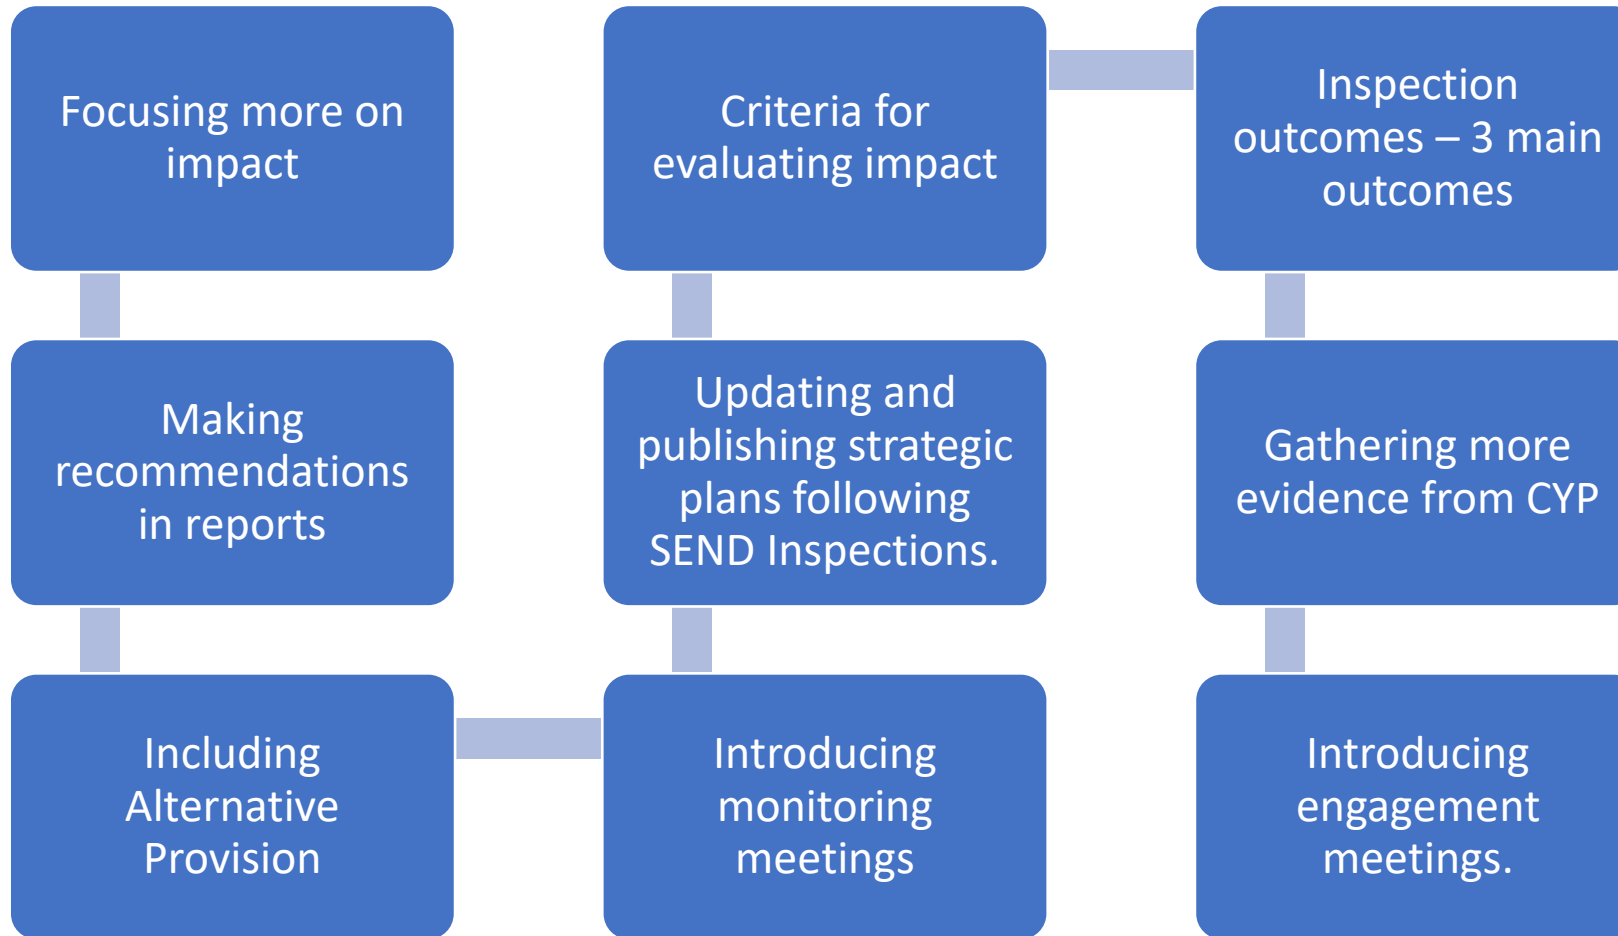 Focusing more on
impact
Making
recommendations
in reports
Including
Alternative
Provision
Introducing
monitoring
meetings
Updating and
publishing strategic
plans following
SEND Inspections.
Criteria for
evaluating impact
Inspection
outcomes – 3 main
outcomes
Gathering more
evidence from CYP
Introducing
engagement
meetings.